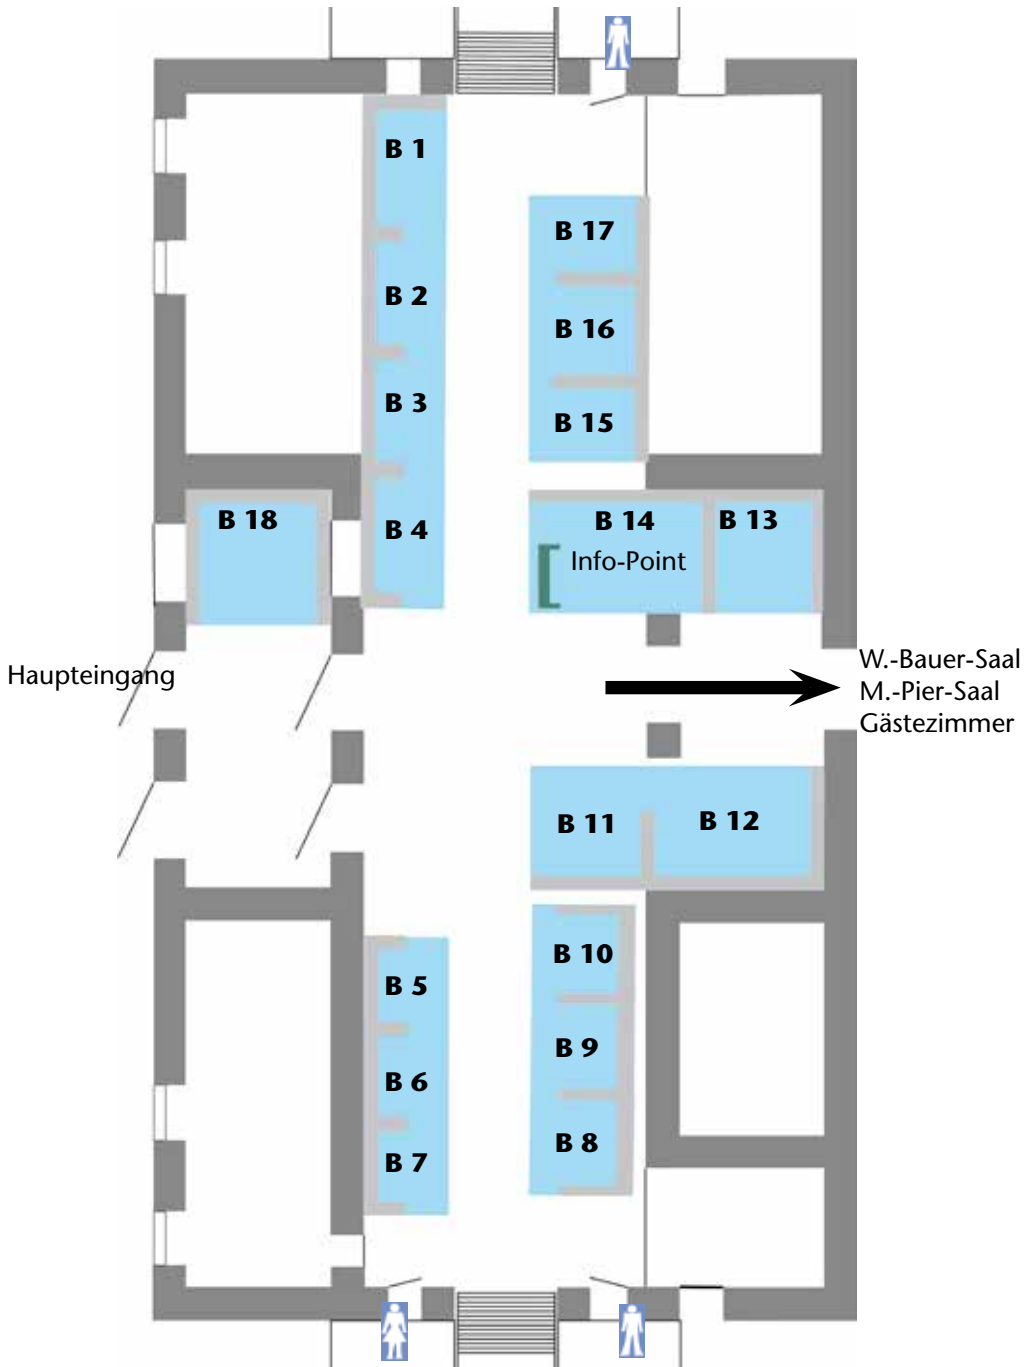 B 1
B 17
B 2
B 16
B 3
B 15
B 18
B 4
B 14
B 13
Info-Point
Haupteingang
W.-Bauer-Saal
M.-Pier-Saal
Gästezimmer
B 11
B 12
B 10
B 5
B 9
B 6
B 8
B 7